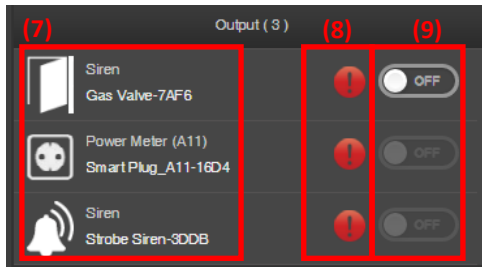 (7) Output ( 3 ) (8) (9)
Siren
Gas Valve-7AF6 OFF
Power Meter (A11)
Smart Plug_A11-16D4 OFF
Siren
Strobe Siren-3DDB OFF